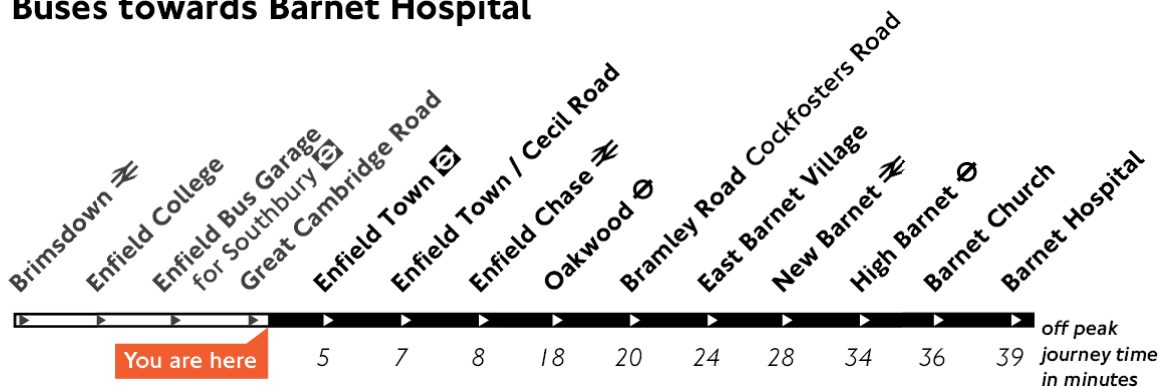 Buses towards Barnet Hospital
Brimsdown
Enfield College
Enfield Bus Garage
for Southbury
Great Cambridge Road
Enfield Town
Enfield Town / Cecil Road
Enfield Chase
Oakwood
Bramley Road Cockfosters Road
East Barnet Village
New Barnet
High Barnet
Barnet Church
Barnet Hospital
You are here
5 7 8 18 20 24 28 34 36 39
off peak
journey time
in minutes